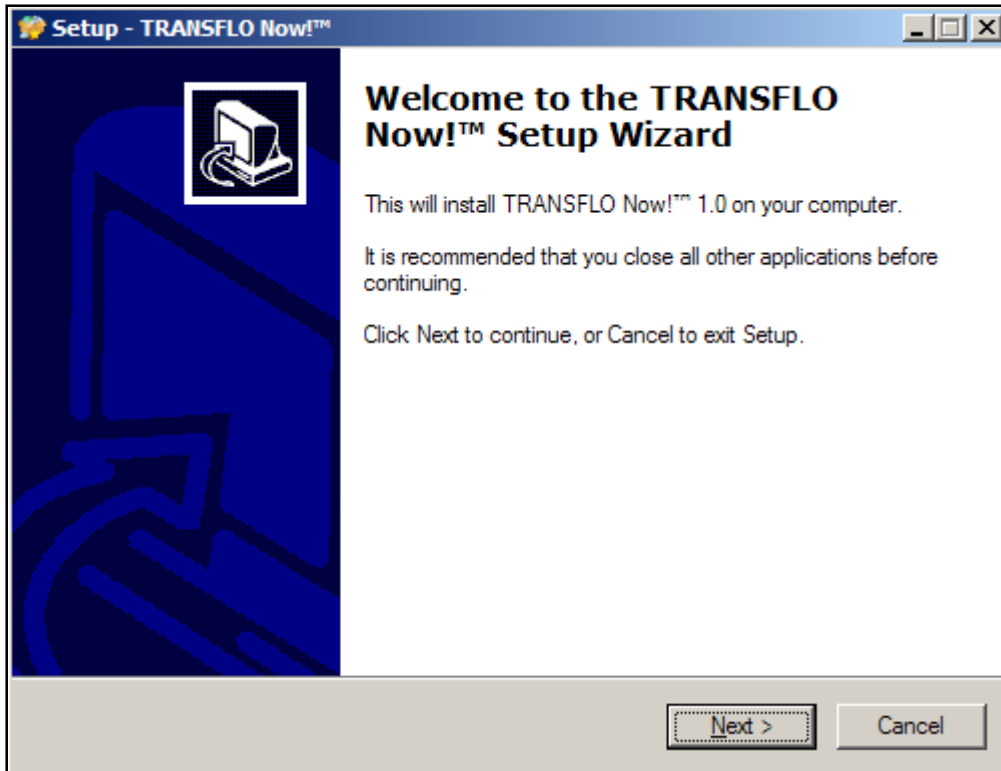 Setup - TRANSFLO Now!™
Welcome to the TRANSFLO
Now!™ Setup Wizard
This will install TRANSFLO Now!™ 1.0 on your computer.
It is recommended that you close all other applications before
continuing.
Click Next to continue, or Cancel to exit Setup.
Next >
Cancel